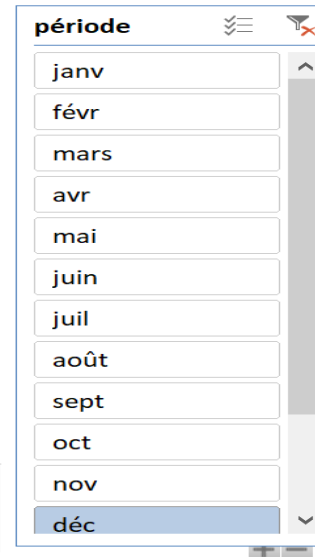 période
janv
févr
mars
avr
mai
juin
juil
août
sept
oct
nov
déc